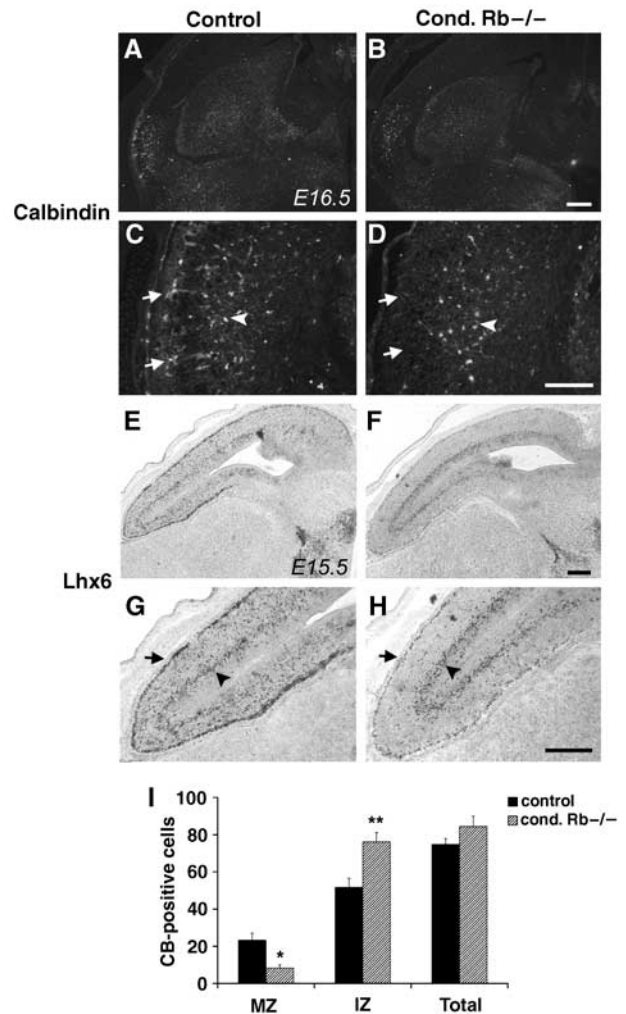 Control
Cond. Rb−/−
A
B
E16.5
Calbindin
C
D
E
F
E15.5
Lhx6
G
H
I
control
cond. Rb−/−
CB-positive cells
100
80
60
40
20
0
*
**
MZ
IZ
Total